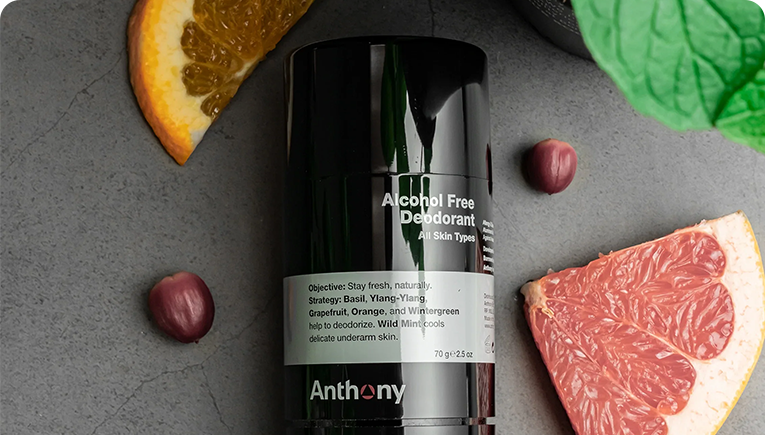 Alcohol Free
Deodorant
All Skin Types
Objective: Stay fresh, naturally.
Strategy: Basil, Ylang-Ylang,
Grapefruit, Orange, and Wintergreen
help to deodorize. Wild Mint cools
delicate underarm skin.
70 g℮2.5 oz
Anthony